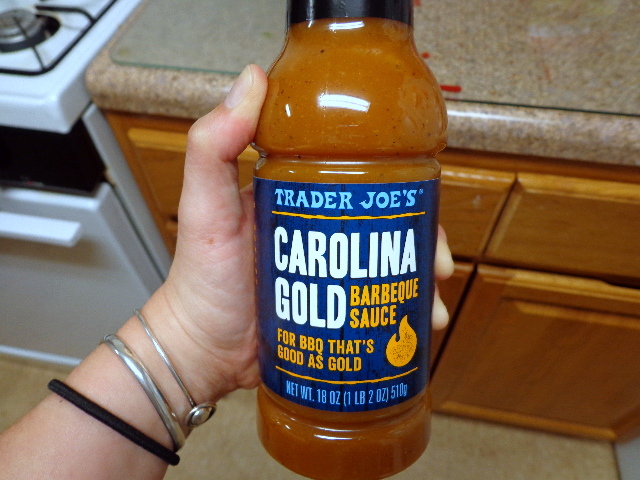 TRADER JOE'S™
CAROLINA
GOLD BARBEQUE
SAUCE
FOR BBQ THAT'S
GOOD AS GOLD
NET WT. 18 OZ (1 LB 2 OZ) 510g